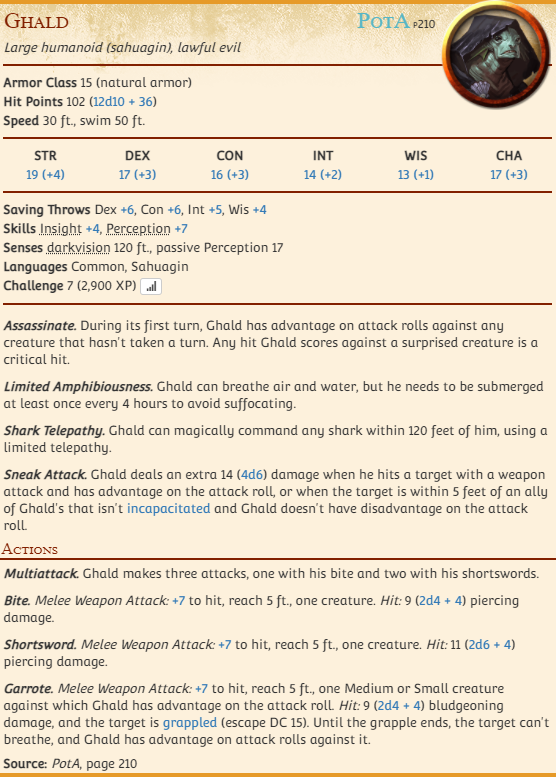 Ghald PotA p210
Large humanoid (sahuagin), lawful evil
Armor Class 15 (natural armor)
Hit Points 102 (12d10 + 36)
Speed 30 ft., swim 50 ft.
STR DEX CON INT WIS CHA
19 (+4) 17 (+3) 16 (+3) 14 (+2) 13 (+1) 17 (+3)
Saving Throws Dex +6, Con +6, Int +5, Wis +4
Skills Insight +4, Perception +7
Senses darkvision 120 ft., passive Perception 17
Languages Common, Sahuagin
Challenge 7 (2,900 XP)
Assassinate. During its first turn, Ghald has advantage on attack rolls against any
creature that hasn't taken a turn. Any hit Ghald scores against a surprised creature is a
critical hit.
Limited Amphibiousness. Ghald can breathe air and water, but he needs to be submerged
at least once every 4 hours to avoid suffocating.
Shark Telepathy. Ghald can magically command any shark within 120 feet of him, using a
limited telepathy.
Sneak Attack. Ghald deals an extra 14 (4d6) damage when he hits a target with a weapon
attack and has advantage on the attack roll, or when the target is within 5 feet of an ally
of Ghald's that isn't incapacitated and Ghald doesn't have disadvantage on the attack
roll.
Actions
Multiattack. Ghald makes three attacks, one with his bite and two with his shortswords.
Bite. Melee Weapon Attack: +7 to hit, reach 5 ft., one creature. Hit: 9 (2d4 + 4) piercing
damage.
Shortsword. Melee Weapon Attack: +7 to hit, reach 5 ft., one creature. Hit: 11 (2d6 + 4)
piercing damage.
Garrote. Melee Weapon Attack: +7 to hit, reach 5 ft., one Medium or Small creature
against which Ghald has advantage on the attack roll. Hit: 9 (2d4 + 4) bludgeoning
damage, and the target is grappled (escape DC 15). Until the grapple ends, the target can't
breathe, and Ghald has advantage on attack rolls against it.
Source: PotA, page 210